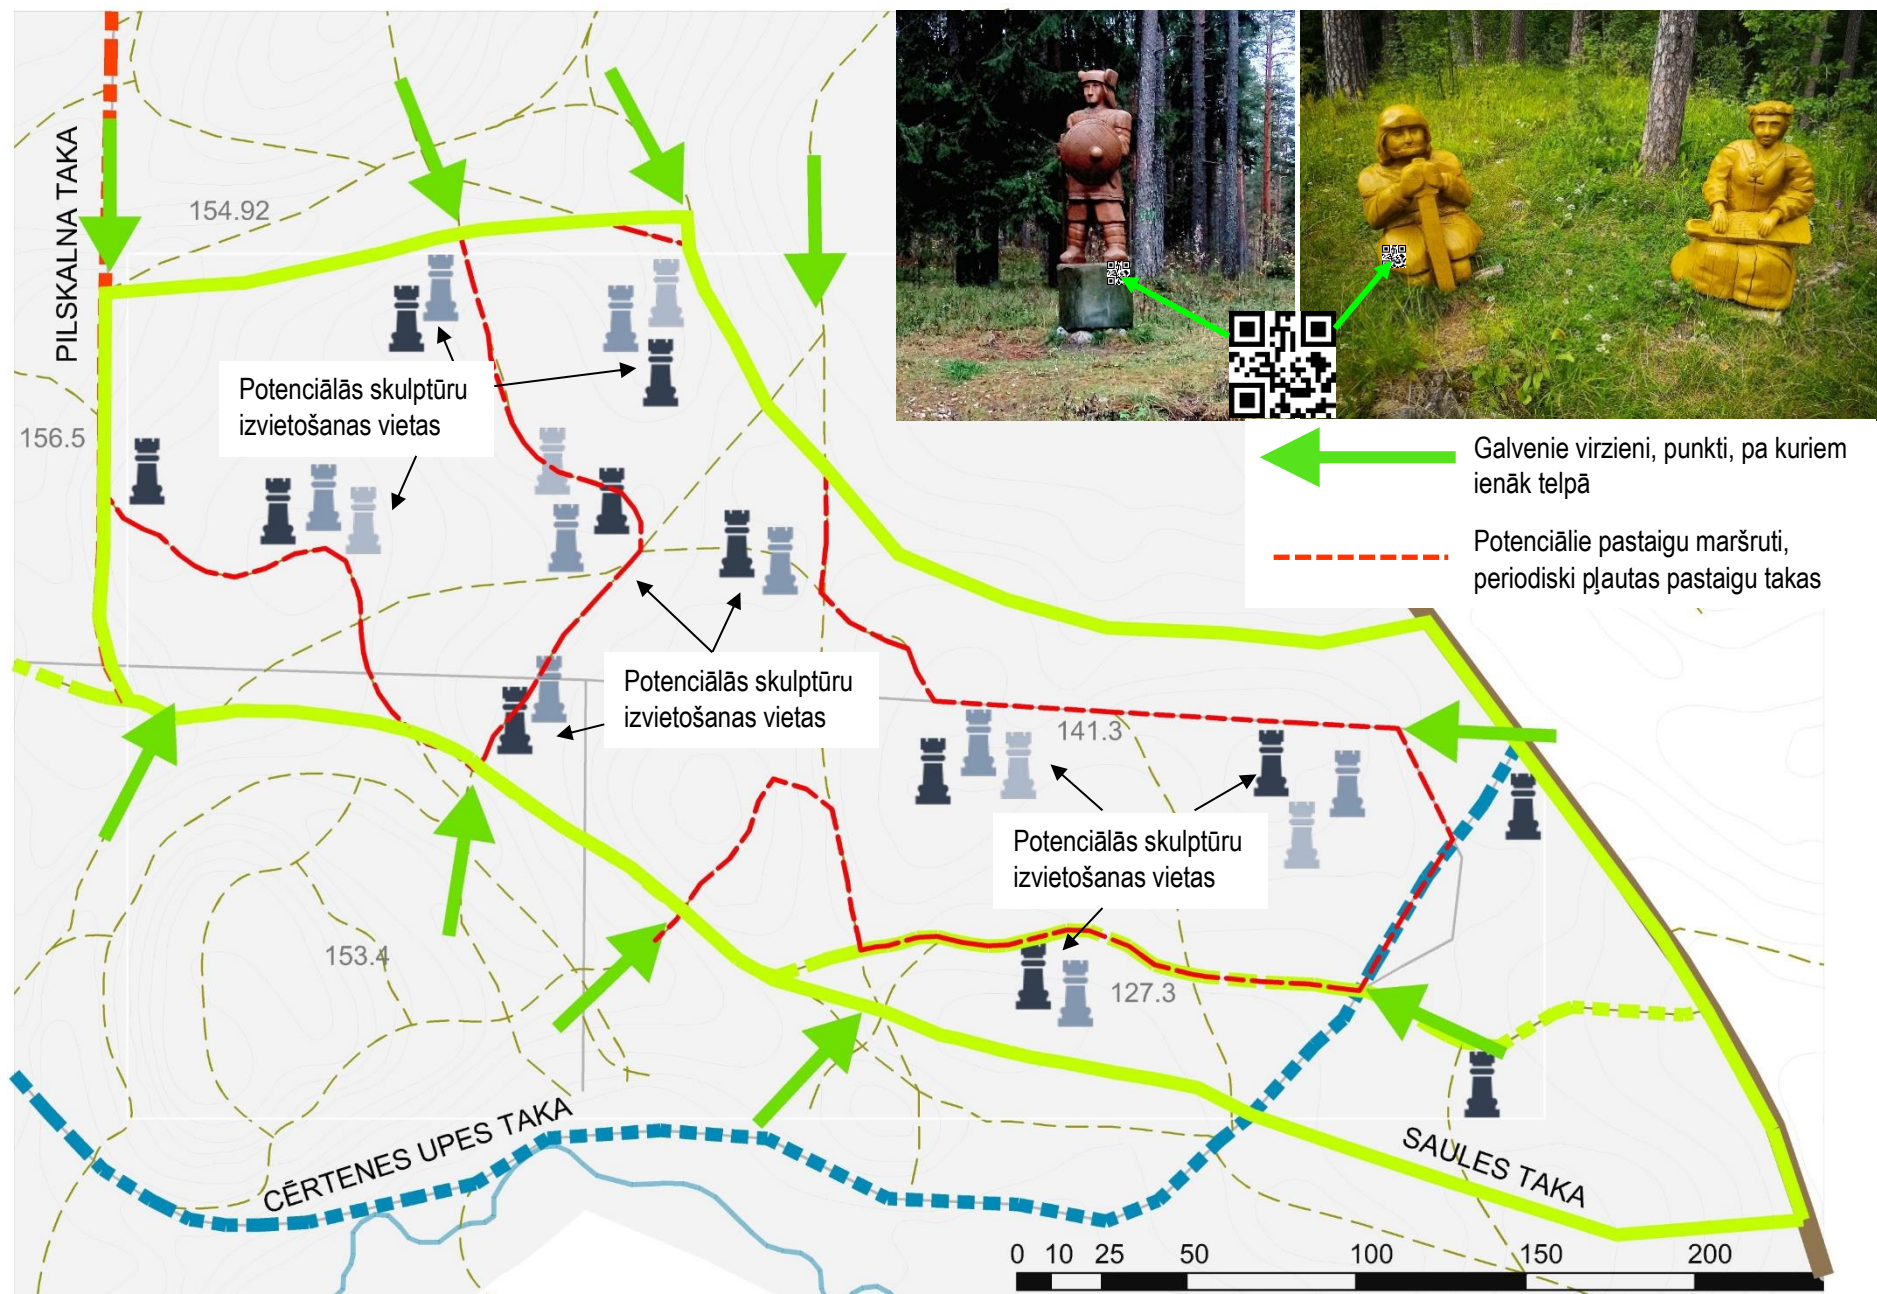 PILSKALNA TAKA
154.92
156.5
Potenciālās skulptūru
izvietošanas vietas
Galvenie virzieni, punkti, pa kuriem
ienāk telpā
Potenciālie pastaigu maršruti,
periodiski pļautas pastaigu takas
Potenciālās skulptūru
izvietošanas vietas
141.3
Potenciālās skulptūru
izvietošanas vietas
153.4
127.3
CĒRTENES UPES TAKA
SAULES TAKA
0 10 25 50 100 150 200